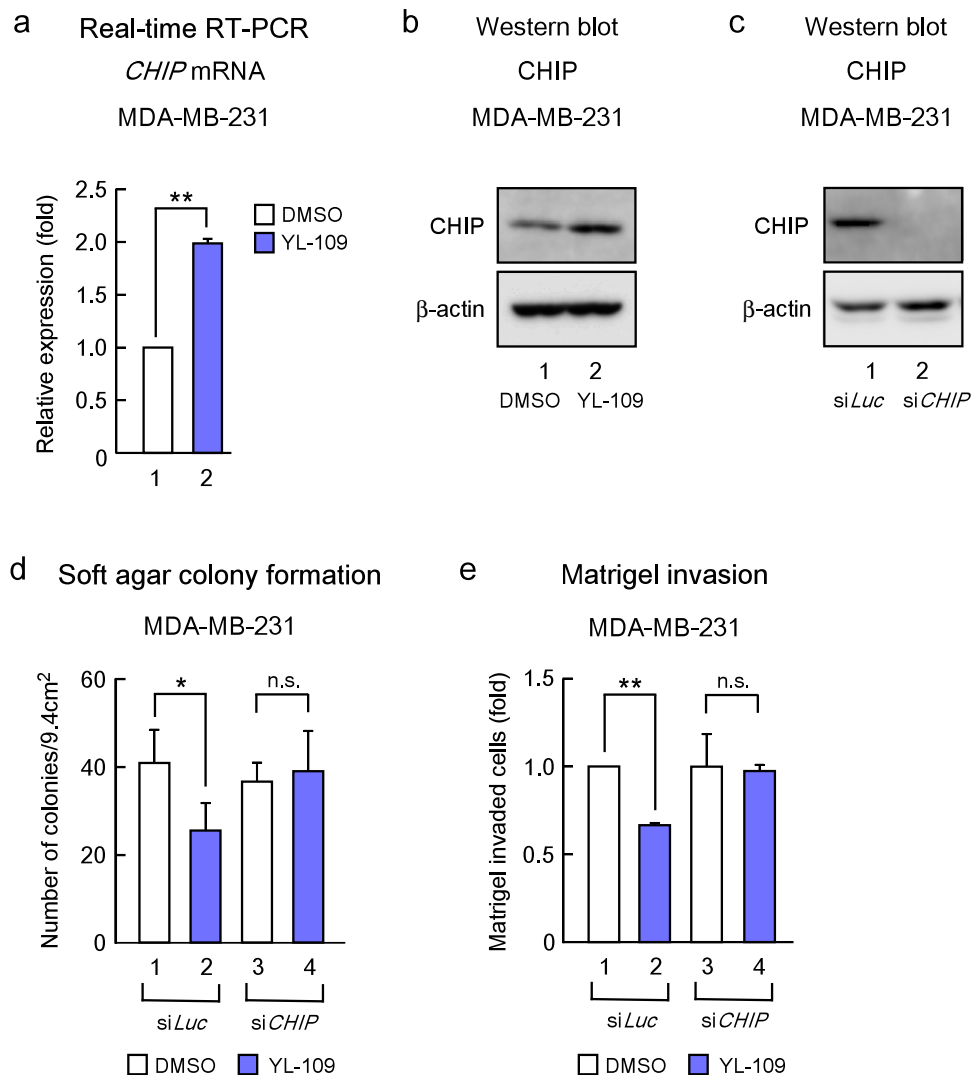 a Real-time RT-PCR
CHIP mRNA
MDA-MB-231
Relative expression (fold)
2.5
2.0
1.5
1.0
0.5
0
**
1 2
DMSO
YL-109
b Western blot
CHIP
MDA-MB-231
CHIP
β-actin
1 2
DMSO YL-109
c Western blot
CHIP
MDA-MB-231
CHIP
β-actin
1 2
siLuc siCHIP
d Soft agar colony formation
MDA-MB-231
Number of colonies/9.4cm²
60
40
20
0
* n.s.
1 2 3 4
siLuc siCHIP
DMSO YL-109
e Matrigel invasion
MDA-MB-231
Matrigel invaded cells (fold)
1.5
1.0
0.5
0
** n.s.
1 2 3 4
siLuc siCHIP
DMSO YL-109